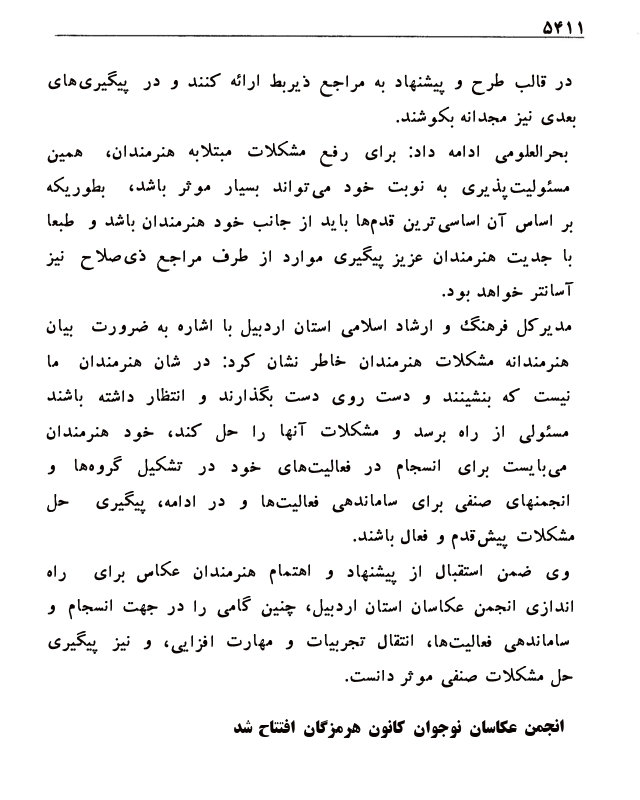 ۵۴۱۱
در قالب طرح و پیشنهاد به مراجع ذیربط ارائه کنند و در پیگیری‌های
بعدی نیز مجدانه بکوشند.
بحرالعلومی ادامه داد: برای رفع مشکلات مبتلابه هنرمندان، همین
مسئولیت‌پذیری به نوبت خود می‌تواند بسیار موثر باشد، بطوریکه
بر اساس آن اساسی‌ترین قدم‌ها باید از جانب خود هنرمندان باشد و طبعا
با جدیت هنرمندان عزیز پیگیری موارد از طرف مراجع ذی‌صلاح نیز
آسانتر خواهد بود.
مدیرکل فرهنگ و ارشاد اسلامی استان اردبیل با اشاره به ضرورت بیان
هنرمندانه مشکلات هنرمندان خاطر نشان کرد: در شان هنرمندان ما
نیست که بنشینند و دست روی دست بگذارند و انتظار داشته باشند
مسئولی از راه برسد و مشکلات آنها را حل کند، خود هنرمندان
می‌بایست برای انسجام در فعالیت‌های خود در تشکیل گروه‌ها و
انجمنهای صنفی برای ساماندهی فعالیت‌ها و در ادامه، پیگیری حل
مشکلات پیش‌قدم و فعال باشند.
وی ضمن استقبال از پیشنهاد و اهتمام هنرمندان عکاس برای راه
اندازی انجمن عکاسان استان اردبیل، چنین گامی را در جهت انسجام و
ساماندهی فعالیت‌ها، انتقال تجربیات و مهارت افزایی، و نیز پیگیری
حل مشکلات صنفی موثر دانست.
انجمن عکاسان نوجوان کانون هرمزگان افتتاح شد